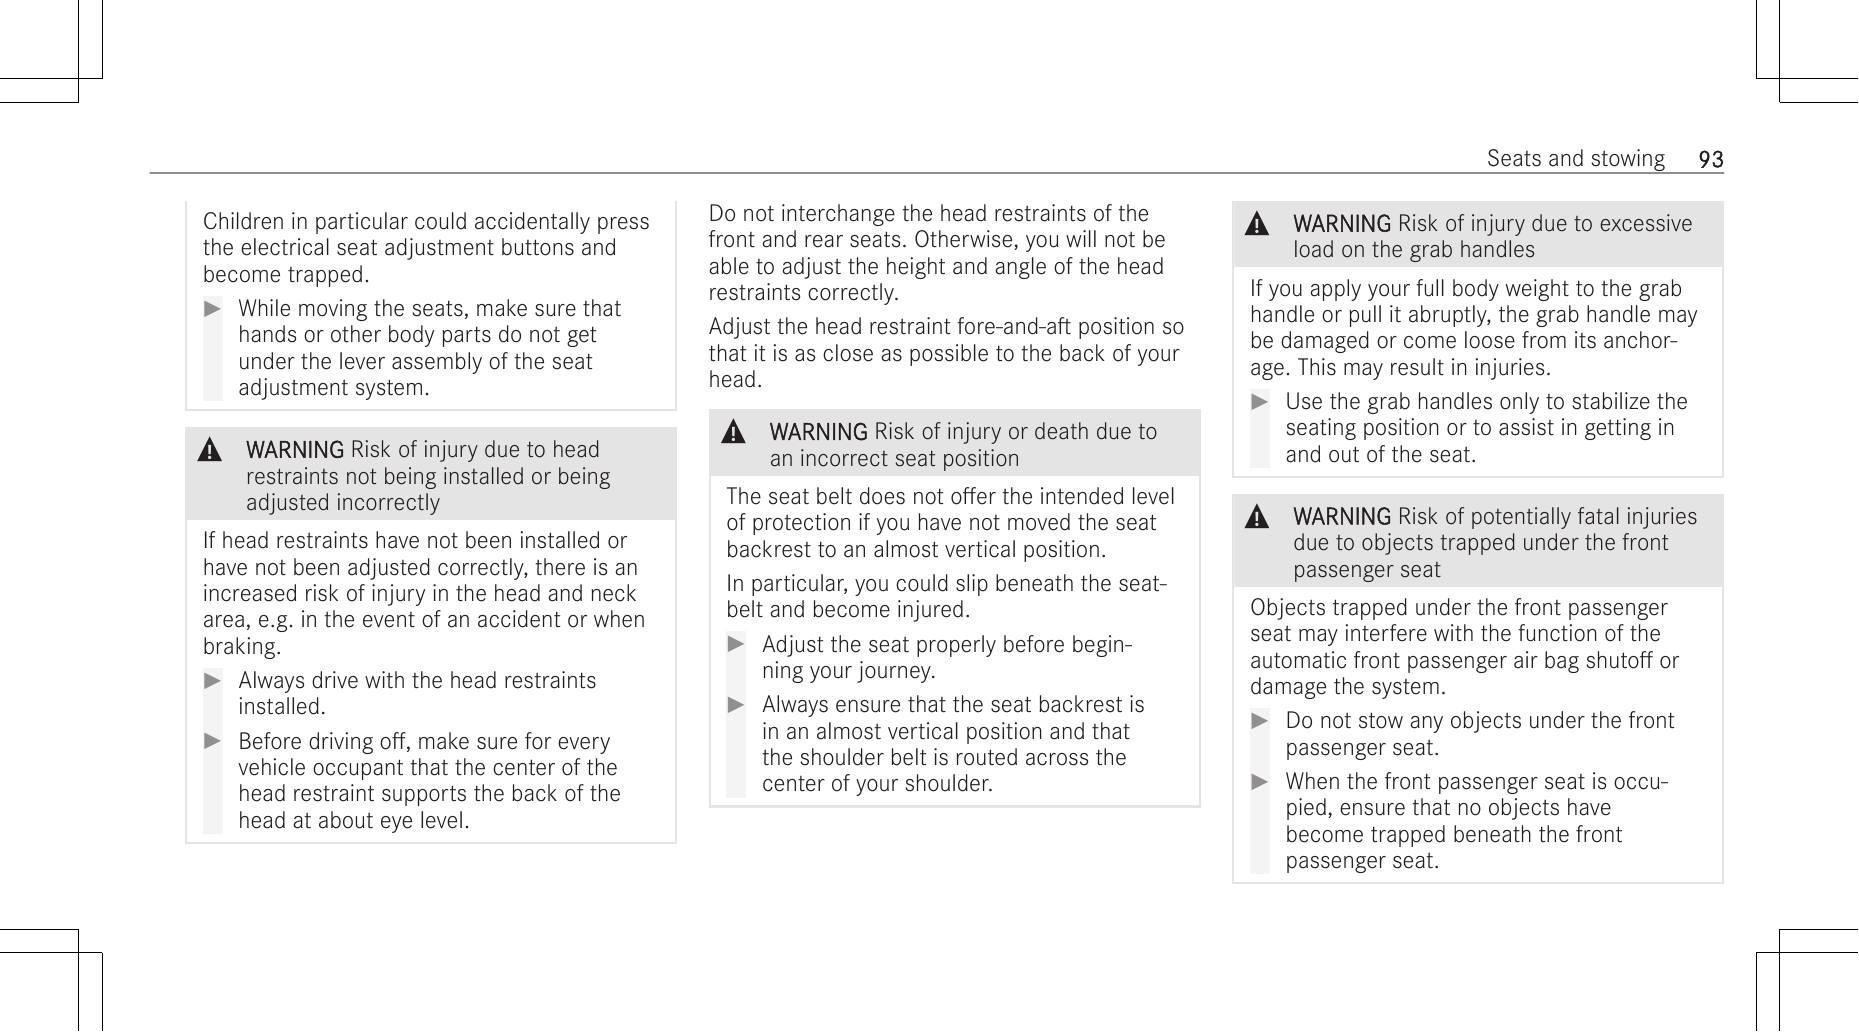 Seats and stowing 93
Children in particular could accidentally press
the electrical seat adjustment buttons and
become trapped.
▶ While moving the seats, make sure that
hands or other body parts do not get
under the lever assembly of the seat
adjustment system.
WARNING Risk of injury due to head
restraints not being installed or being
adjusted incorrectly
If head restraints have not been installed or
have not been adjusted correctly, there is an
increased risk of injury in the head and neck
area, e.g. in the event of an accident or when
braking.
▶ Always drive with the head restraints
installed.
▶ Before driving off, make sure for every
vehicle occupant that the center of the
head restraint supports the back of the
head at about eye level.
Do not interchange the head restraints of the
front and rear seats. Otherwise, you will not be
able to adjust the height and angle of the head
restraints correctly.
Adjust the head restraint fore-and-aft position so
that it is as close as possible to the back of your
head.
WARNING Risk of injury or death due to
an incorrect seat position
The seat belt does not offer the intended level
of protection if you have not moved the seat
backrest to an almost vertical position.
In particular, you could slip beneath the seat-
belt and become injured.
▶ Adjust the seat properly before begin-
ning your journey.
▶ Always ensure that the seat backrest is
in an almost vertical position and that
the shoulder belt is routed across the
center of your shoulder.
WARNING Risk of injury due to excessive
load on the grab handles
If you apply your full body weight to the grab
handle or pull it abruptly, the grab handle may
be damaged or come loose from its anchor-
age. This may result in injuries.
▶ Use the grab handles only to stabilize the
seating position or to assist in getting in
and out of the seat.
WARNING Risk of potentially fatal injuries
due to objects trapped under the front
passenger seat
Objects trapped under the front passenger
seat may interfere with the function of the
automatic front passenger air bag shutoff or
damage the system.
▶ Do not stow any objects under the front
passenger seat.
▶ When the front passenger seat is occu-
pied, ensure that no objects have
become trapped beneath the front
passenger seat.